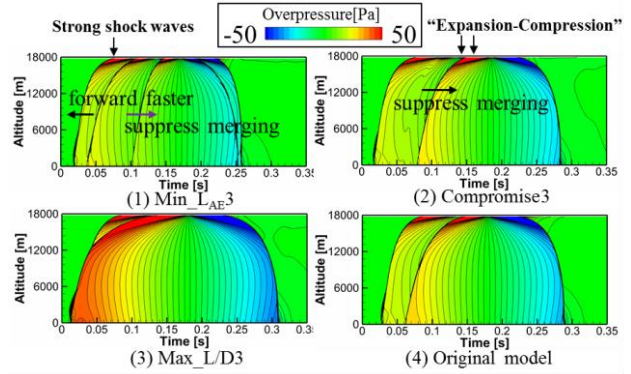 Strong shock waves
Overpressure[Pa]
-50 50
“Expansion-Compression”
Altitude [m]
18000
12000
6000
0
forward faster
suppress merging
0 0.05 0.1 0.15 0.2 0.25 0.3 0.35
Time [s]
(1) Min_LAE3
Altitude [m]
18000
12000
6000
0
suppress merging
0 0.05 0.1 0.15 0.2 0.25 0.3 0.35
Time [s]
(2) Compromise3
Altitude [m]
18000
12000
6000
0
0 0.05 0.1 0.15 0.2 0.25 0.3 0.35
Time [s]
(3) Max_L/D3
Altitude [m]
18000
12000
6000
0
0 0.05 0.1 0.15 0.2 0.25 0.3 0.35
Time [s]
(4) Original model